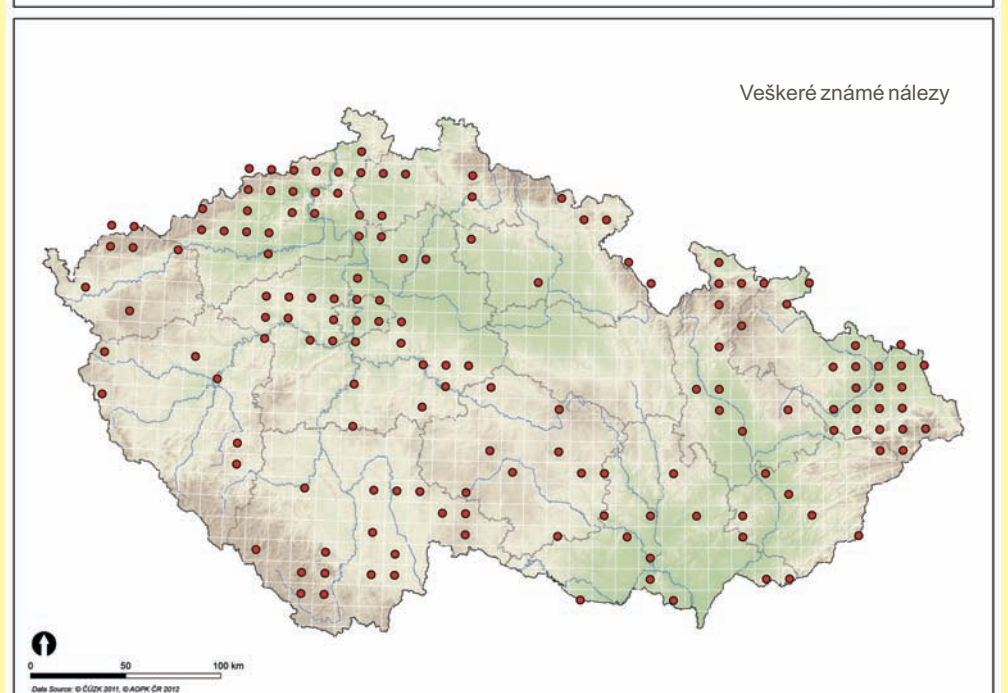 Veškeré známé nálezy
0 50 100 km
Data Source: © ČÚZK 2011, © AOPK ČR 2012